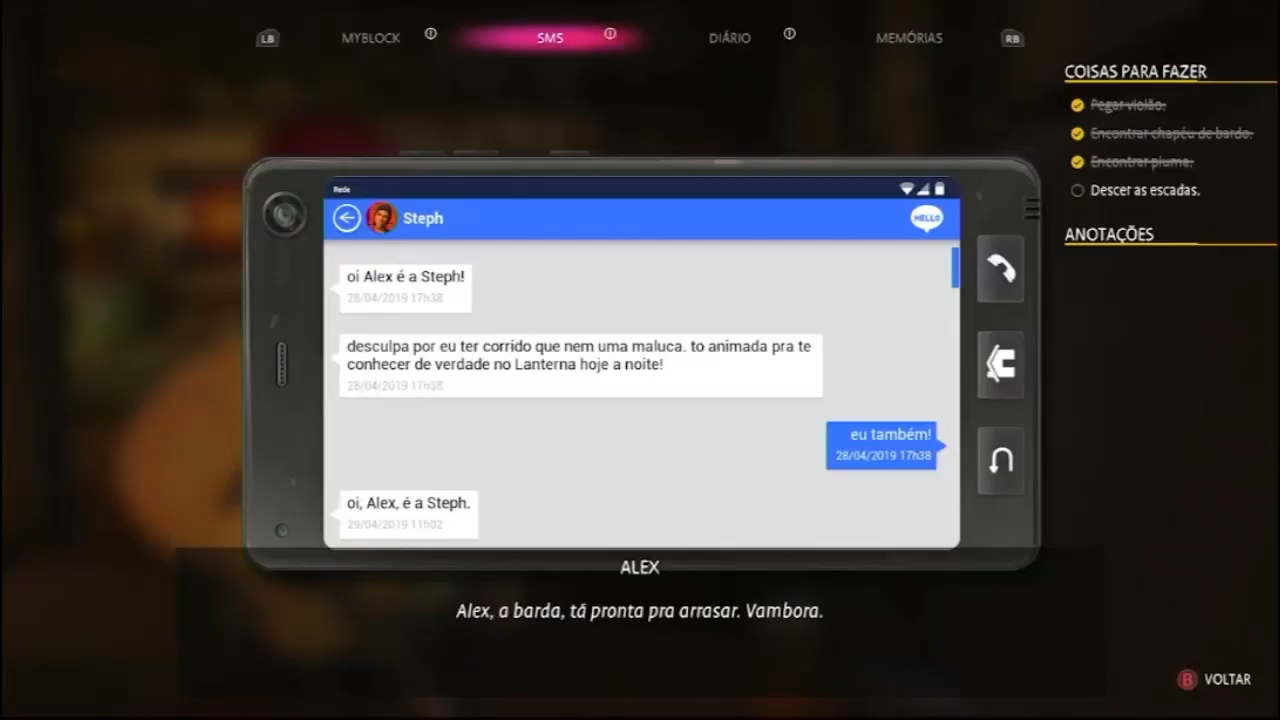 LB
MYBLOCK
SMS
DIÁRIO
MEMÓRIAS
RB
COISAS PARA FAZER
Pegar violão.
Encontrar chapéu de bardo.
Encontrar pluma.
Descer as escadas.
ANOTAÇÕES
Rede
Steph
HELLO
oi Alex é a Steph!
28/04/2019 17h38
desculpa por eu ter corrido que nem uma maluca. to animada pra te
conhecer de verdade no Lanterna hoje a noite!
28/04/2019 17h38
eu também!
28/04/2019 17h38
oi, Alex, é a Steph.
29/04/2019 11h02
ALEX
Alex, a barda, tá pronta pra arrasar. Vambora.
B VOLTAR